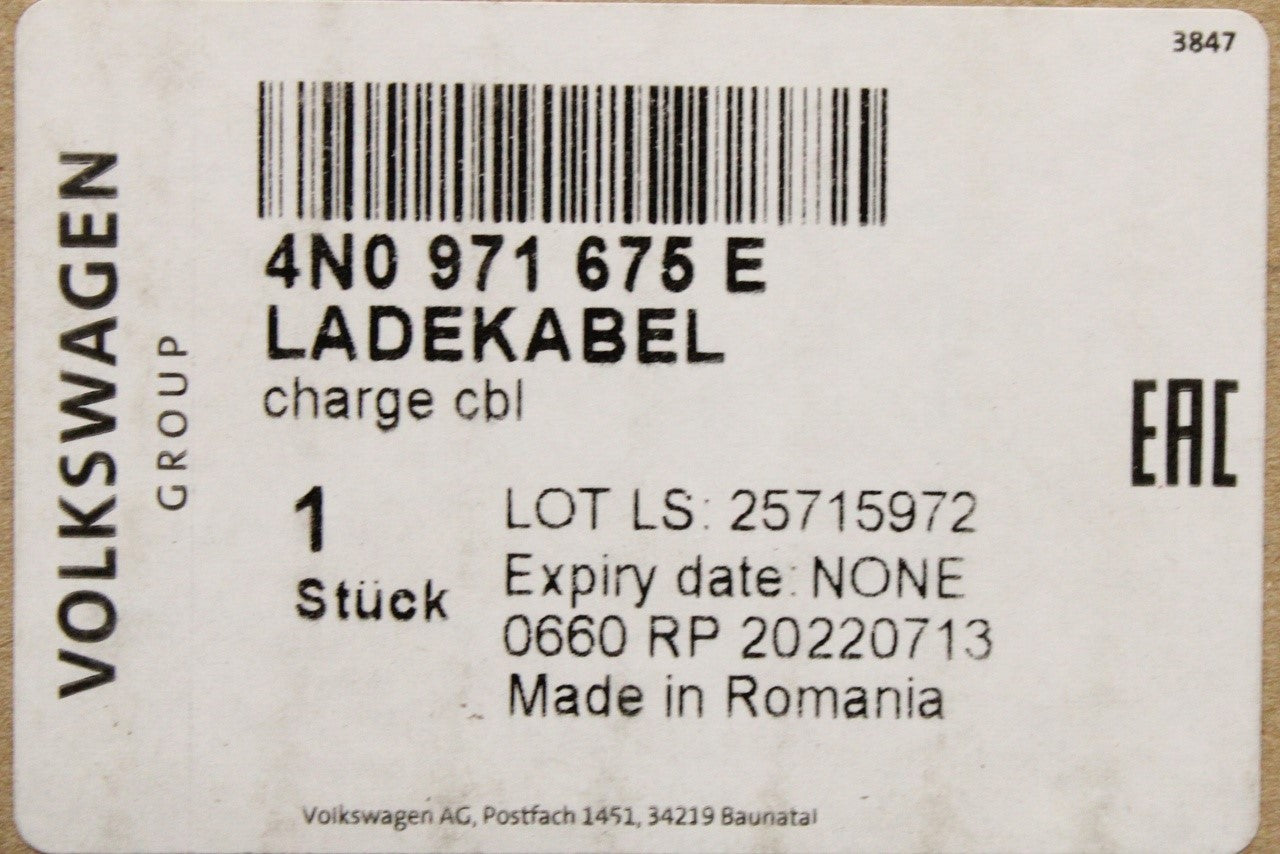 3847
VOLKSWAGEN
GROUP
4N0 971 675 E
LADEKABEL
charge cbl
EAC
1
Stück
LOT LS: 25715972
Expiry date: NONE
0660 RP 20220713
Made in Romania
Volkswagen AG, Postfach 1451, 34219 Baunatal